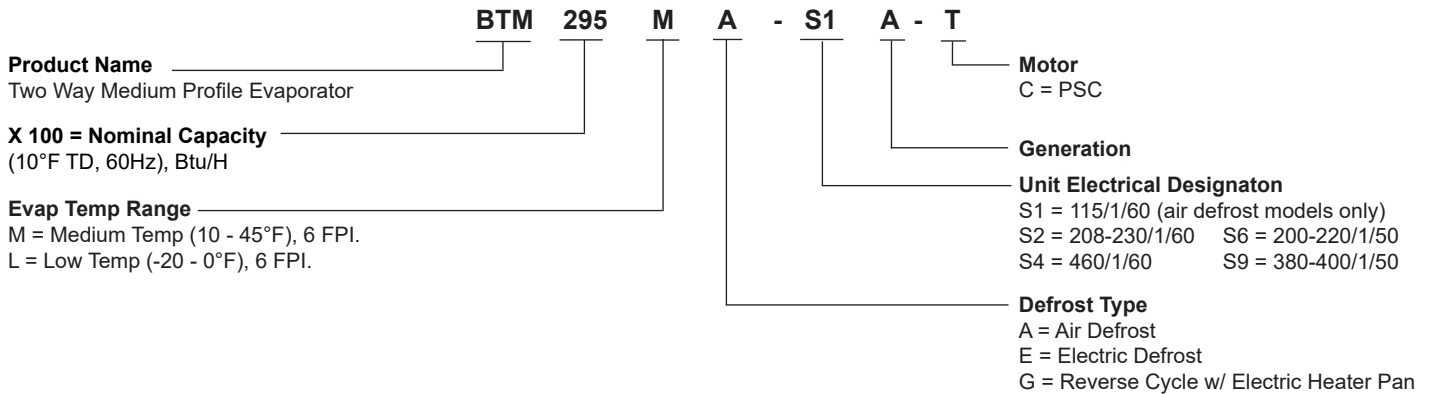 BTM 295 M A - S1 A - T
Product Name
Two Way Medium Profile Evaporator
X 100 = Nominal Capacity
(10°F TD, 60Hz), Btu/H
Evap Temp Range
M = Medium Temp (10 - 45°F), 6 FPI.
L = Low Temp (-20 - 0°F), 6 FPI.
Motor
C = PSC
Generation
Unit Electrical Designaton
S1 = 115/1/60 (air defrost models only)
S2 = 208-230/1/60 S6 = 200-220/1/50
S4 = 460/1/60 S9 = 380-400/1/50
Defrost Type
A = Air Defrost
E = Electric Defrost
G = Reverse Cycle w/ Electric Heater Pan